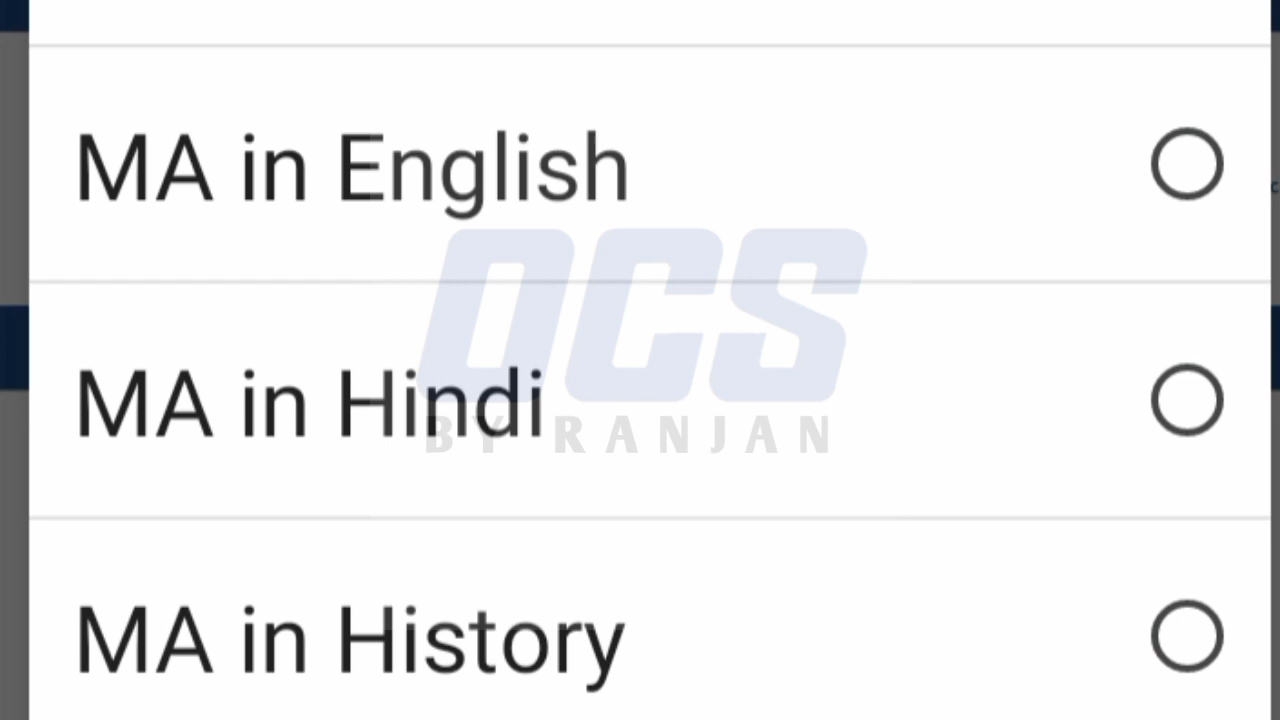 MA in English
OCS
MA in Hindi
BY RANJAN
MA in History